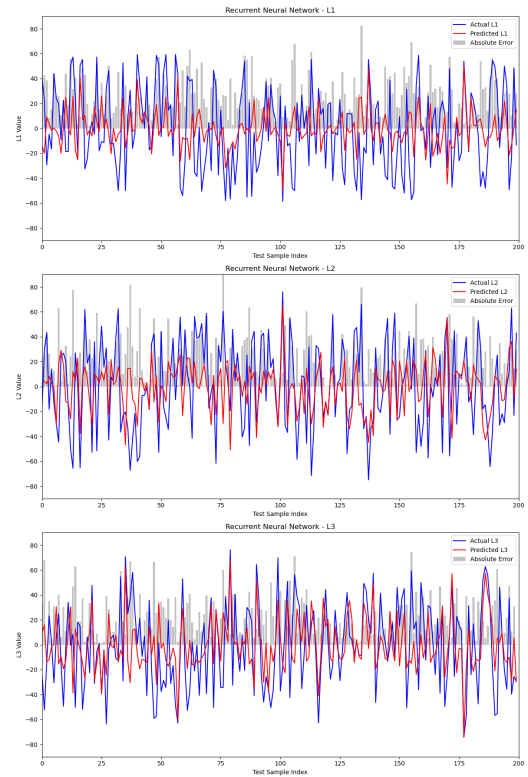 Recurrent Neural Network - L1
Actual L1
Predicted L1
Absolute Error
80
60
40
20
0
−20
−40
−60
−80
L1 Value
0 25 50 75 100 125 150 175 200
Test Sample Index
Recurrent Neural Network - L2
Actual L2
Predicted L2
Absolute Error
80
60
40
20
0
−20
−40
−60
−80
L2 Value
0 25 50 75 100 125 150 175 200
Test Sample Index
Recurrent Neural Network - L3
Actual L3
Predicted L3
Absolute Error
80
60
40
20
0
−20
−40
−60
−80
L3 Value
0 25 50 75 100 125 150 175 200
Test Sample Index